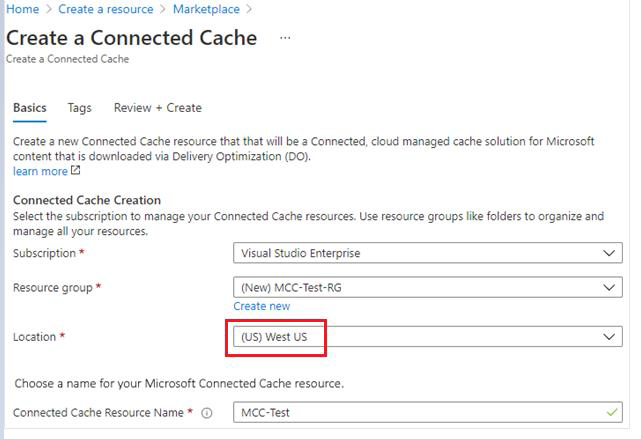 Home > Create a resource > Marketplace >
Create a Connected Cache ...
Create a Connected Cache
Basics Tags Review + Create
Create a new Connected Cache resource that that will be a Connected, cloud managed cache solution for Microsoft
content that is downloaded via Delivery Optimization (DO).
learn more
Connected Cache Creation
Select the subscription to manage your Connected Cache resources. Use resource groups like folders to organize and
manage all your resources.
Subscription * Visual Studio Enterprise
Resource group * (New) MCC-Test-RG
Create new
Location * (US) West US
Choose a name for your Microsoft Connected Cache resource.
Connected Cache Resource Name * MCC-Test